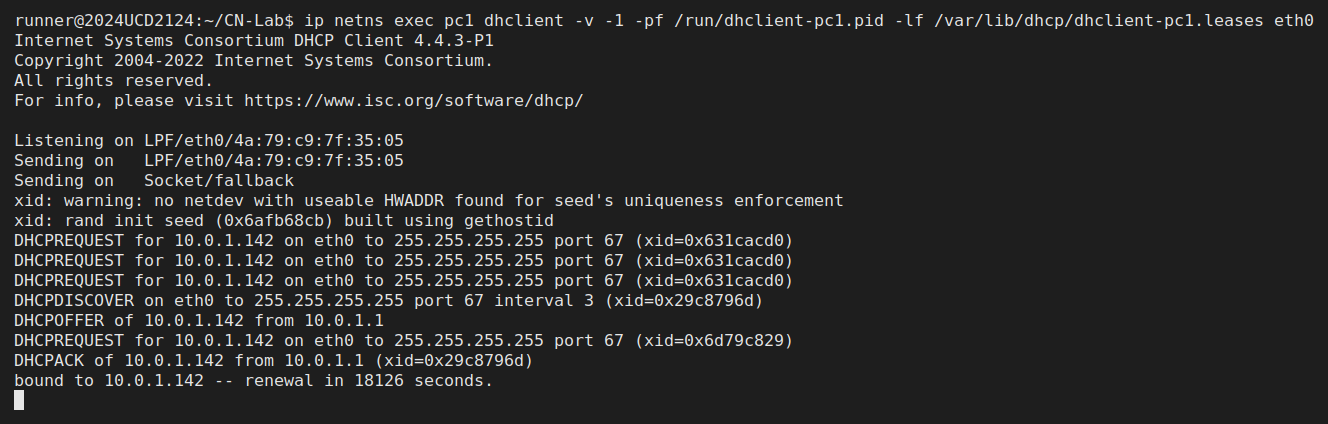 runner@2024UCD2124:~/CN-Lab$ ip netns exec pc1 dhclient -v -1 -pf /run/dhclient-pc1.pid -lf /var/lib/dhcp/dhclient-pc1.leases eth0
Internet Systems Consortium DHCP Client 4.4.3-P1
Copyright 2004-2022 Internet Systems Consortium.
All rights reserved.
For info, please visit https://www.isc.org/software/dhcp/

Listening on LPF/eth0/4a:79:c9:7f:35:05
Sending on   LPF/eth0/4a:79:c9:7f:35:05
Sending on   Socket/fallback
xid: warning: no netdev with useable HWADDR found for seed's uniqueness enforcement
xid: rand init seed (0x6afb68cb) built using gethostid
DHCPREQUEST for 10.0.1.142 on eth0 to 255.255.255.255 port 67 (xid=0x631cacd0)
DHCPREQUEST for 10.0.1.142 on eth0 to 255.255.255.255 port 67 (xid=0x631cacd0)
DHCPREQUEST for 10.0.1.142 on eth0 to 255.255.255.255 port 67 (xid=0x631cacd0)
DHCPDISCOVER on eth0 to 255.255.255.255 port 67 interval 3 (xid=0x29c8796d)
DHCPOFFER of 10.0.1.142 from 10.0.1.1
DHCPREQUEST for 10.0.1.142 on eth0 to 255.255.255.255 port 67 (xid=0x6d79c829)
DHCPACK of 10.0.1.142 from 10.0.1.1 (xid=0x29c8796d)
bound to 10.0.1.142 -- renewal in 18126 seconds.